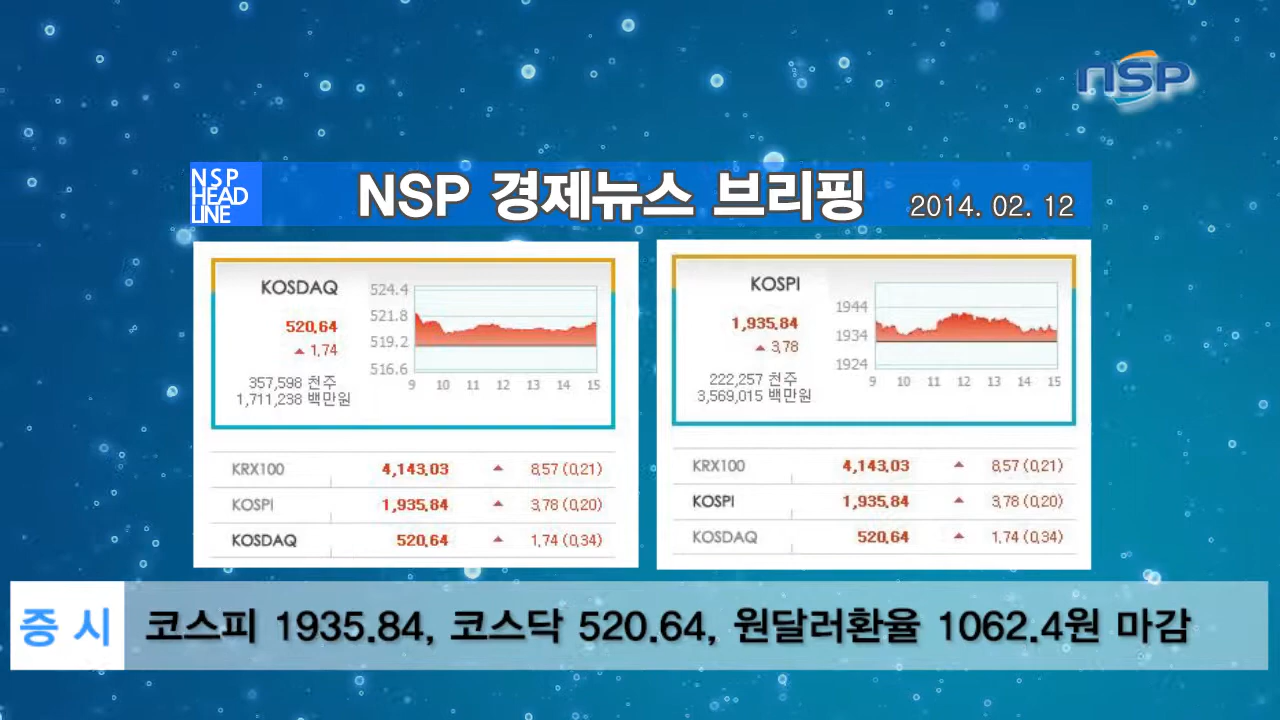 nSP
NSP
HEAD
LINE
NSP 경제뉴스 브리핑 2014. 02. 12
KOSDAQ
520.64
▲ 1.74
357,598 천주
1,711,238 백만원
524.4
521.8
519.2
516.6
9 10 11 12 13 14 15
KRX100 4,143.03 ▲ 8.57 (0.21)
KOSPI 1,935.84 ▲ 3.78 (0.20)
KOSDAQ 520.64 ▲ 1.74 (0.34)
KOSPI
1,935.84
▲ 3.78
222,257 천주
3,569,015 백만원
1944
1934
1924
9 10 11 12 13 14 15
KRX100 4,143.03 ▲ 8.57 (0.21)
KOSPI 1,935.84 ▲ 3.78 (0.20)
KOSDAQ 520.64 ▲ 1.74 (0.34)
증 시 코스피 1935.84, 코스닥 520.64, 원달러환율 1062.4원 마감